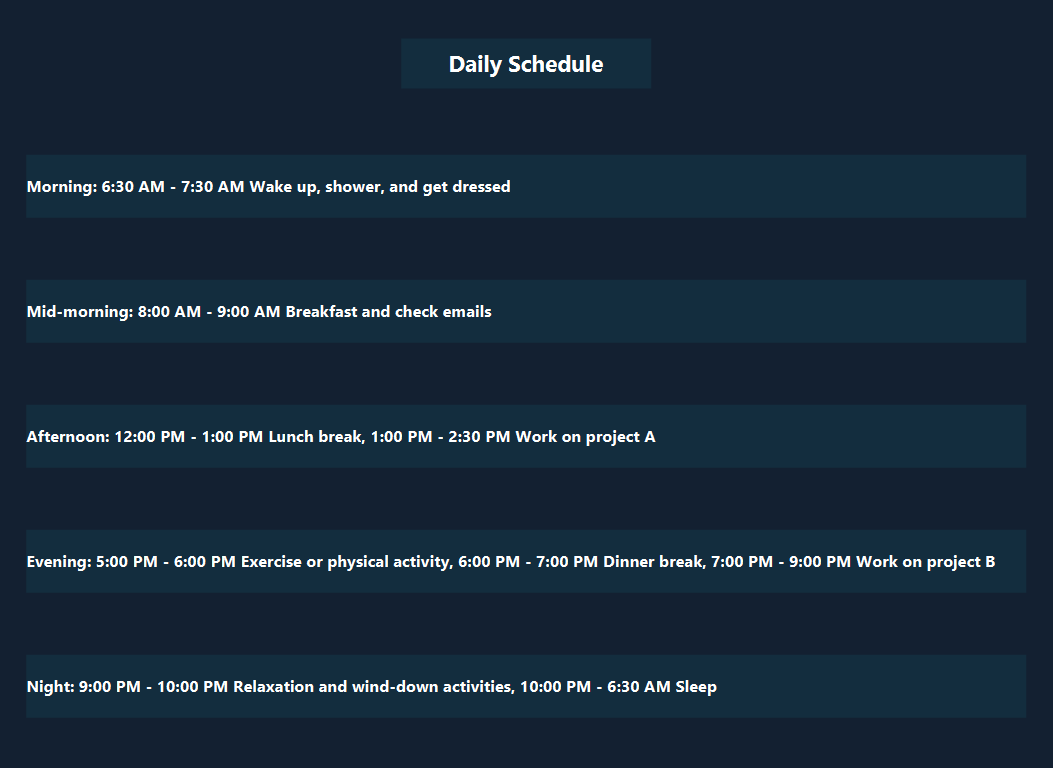 Daily Schedule
Morning: 6:30 AM - 7:30 AM Wake up, shower, and get dressed
Mid-morning: 8:00 AM - 9:00 AM Breakfast and check emails
Afternoon: 12:00 PM - 1:00 PM Lunch break, 1:00 PM - 2:30 PM Work on project A
Evening: 5:00 PM - 6:00 PM Exercise or physical activity, 6:00 PM - 7:00 PM Dinner break, 7:00 PM - 9:00 PM Work on project B
Night: 9:00 PM - 10:00 PM Relaxation and wind-down activities, 10:00 PM - 6:30 AM Sleep